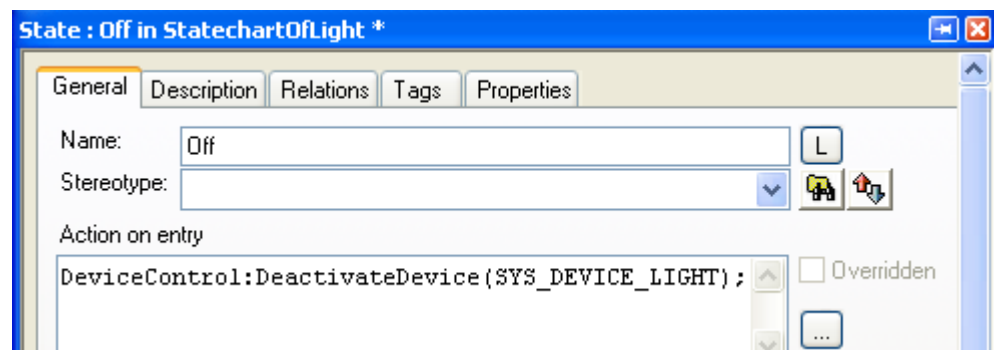 State : Off in StatechartOfLight *
General Description Relations Tags Properties
Name: Off L
Stereotype:
Action on entry
DeviceControl:DeactivateDevice(SYS_DEVICE_LIGHT); Overridden
...